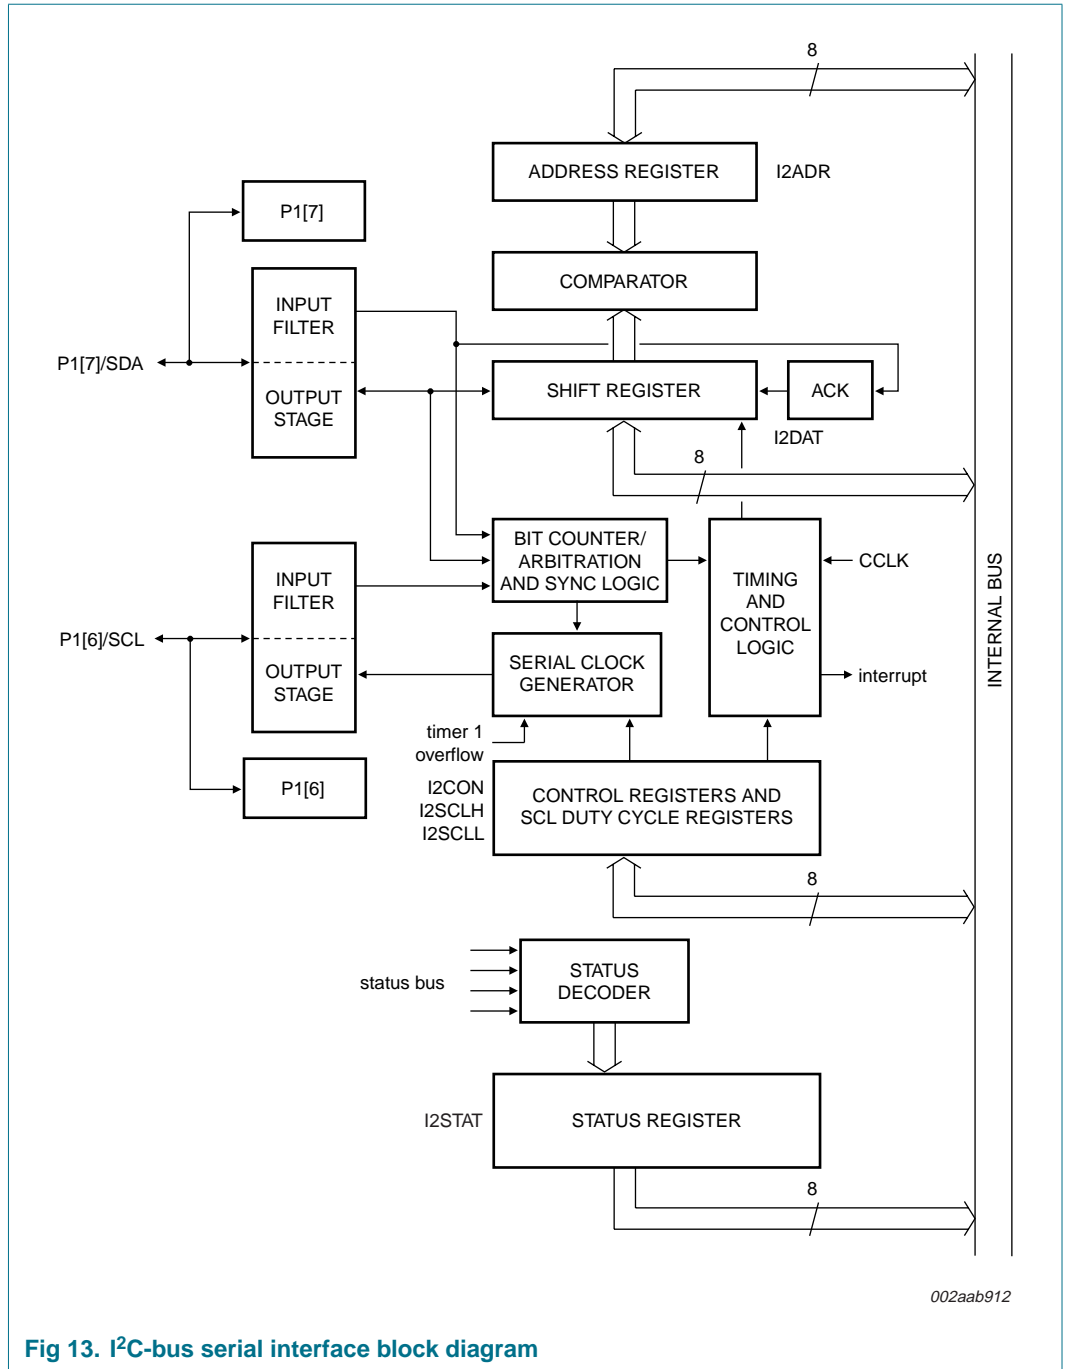 8
ADDRESS REGISTER
I2ADR
P1[7]
COMPARATOR
INPUT
FILTER
P1[7]/SDA
OUTPUT
STAGE
SHIFT REGISTER
ACK
I2DAT
8
BIT COUNTER/
ARBITRATION
AND SYNC LOGIC
INPUT
FILTER
TIMING
AND
CONTROL
LOGIC
CCLK
INTERNAL BUS
P1[6]/SCL
OUTPUT
STAGE
SERIAL CLOCK
GENERATOR
interrupt
timer 1
overflow
P1[6]
I2CON
I2SCLH
I2SCLL
CONTROL REGISTERS AND
SCL DUTY CYCLE REGISTERS
8
status bus
STATUS
DECODER
I2STAT
STATUS REGISTER
8
002aab912
Fig 13. I²C-bus serial interface block diagram